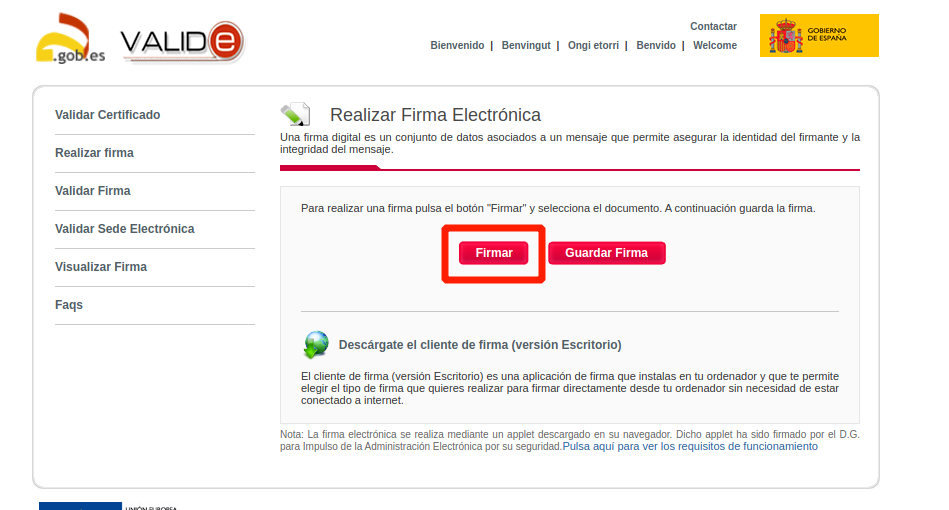 .gob.es
VALIDe
Contactar
Bienvenido | Benvingut | Ongi etorri | Benvido | Welcome
GOBIERNO
DE ESPAÑA
Validar Certificado
Realizar firma
Validar Firma
Validar Sede Electrónica
Visualizar Firma
Faqs
Realizar Firma Electrónica
Una firma digital es un conjunto de datos asociados a un mensaje que permite asegurar la identidad del firmante y la
integridad del mensaje.
Para realizar una firma pulsa el botón "Firmar" y selecciona el documento. A continuación guarda la firma.
Firmar
Guardar Firma
Descárgate el cliente de firma (versión Escritorio)
El cliente de firma (versión Escritorio) es una aplicación de firma que instalas en tu ordenador y que te permite
elegir el tipo de firma que quieres realizar para firmar directamente desde tu ordenador sin necesidad de estar
conectado a internet.
Nota: La firma electrónica se realiza mediante un applet descargado en su navegador. Dicho applet ha sido firmado por el D.G.
para Impulso de la Administración Electrónica por su seguridad.Pulsa aquí para ver los requisitos de funcionamiento
UNIÓN EUROPEA